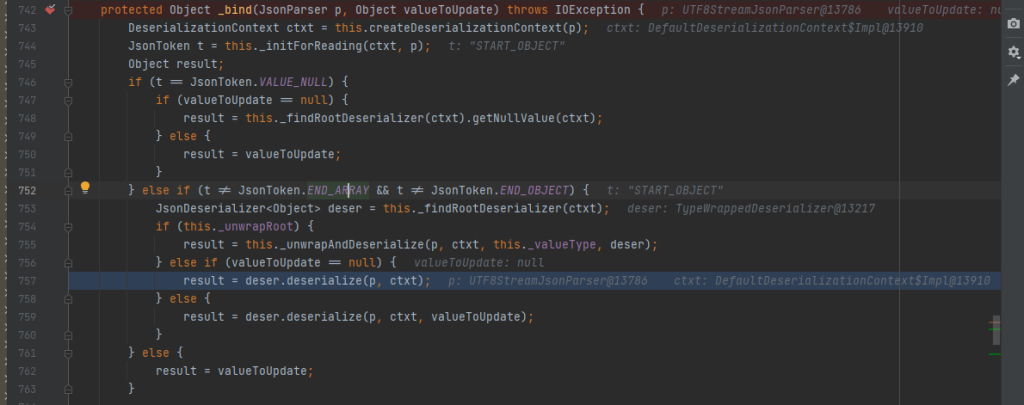 742 protected Object _bind(JsonParser p, Object valueToUpdate) throws IOException { p: UTF8StreamJsonParser@13786 valueToUpdate: nu
743 DeserializationContext ctxt = this.createDeserializationContext(p); ctxt: DefaultDeserializationContext$Impl@13910
744 JsonToken t = this._initForReading(ctxt, p); t: "START_OBJECT"
745 Object result;
746 if (t == JsonToken.VALUE_NULL) {
747 if (valueToUpdate == null) {
748 result = this._findRootDeserializer(ctxt).getNullValue(ctxt);
749 } else {
750 result = valueToUpdate;
751 }
752 } else if (t ≠ JsonToken.END_ARRAY && t ≠ JsonToken.END_OBJECT) { t: "START_OBJECT"
753 JsonDeserializer<Object> deser = this._findRootDeserializer(ctxt); deser: TypeWrappedDeserializer@13217
754 if (this._unwrapRoot) {
755 result = this._unwrapAndDeserialize(p, ctxt, this._valueType, deser);
756 } else if (valueToUpdate == null) { valueToUpdate: null
757 result = deser.deserialize(p, ctxt); p: UTF8StreamJsonParser@13786 ctxt: DefaultDeserializationContext$Impl@13910
758 } else {
759 result = deser.deserialize(p, ctxt, valueToUpdate);
760 }
761 } else {
762 result = valueToUpdate;
763 }